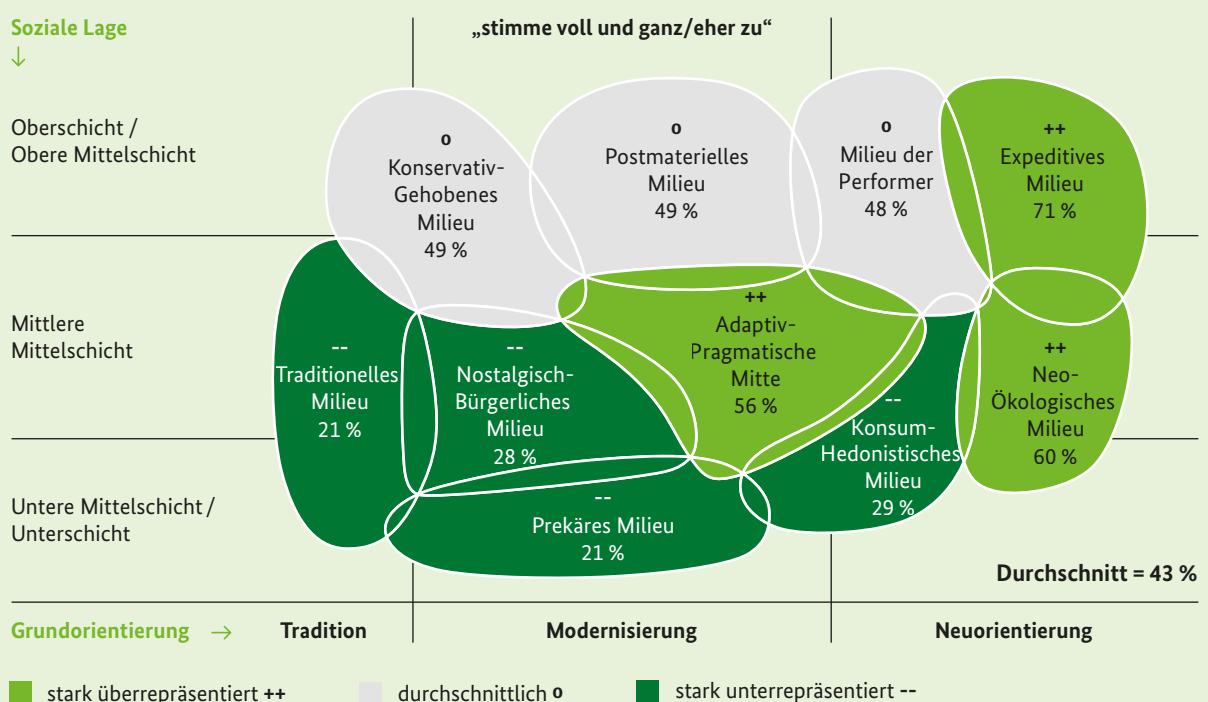 Soziale Lage
↓
„stimme voll und ganz/eher zu“
Oberschicht /
Obere Mittelschicht
o
Konservativ-
Gehobenes
Milieu
49 %
o
Postmaterielles
Milieu
49 %
o
Milieu der
Performer
48 %
++
Expeditives
Milieu
71 %
Mittlere
Mittelschicht
--
Traditionelles
Milieu
21 %
--
Nostalgisch-
Bürgerliches
Milieu
28 %
++
Adaptiv-
Pragmatische
Mitte
56 %
--
Konsum-
Hedonistisches
Milieu
29 %
++
Neo-
Ökologisches
Milieu
60 %
Untere Mittelschicht /
Unterschicht
--
Prekäres Milieu
21 %
Durchschnitt = 43 %
Grundorientierung →
Tradition
Modernisierung
Neuorientierung
stark überrepräsentiert ++
durchschnittlich o
stark unterrepräsentiert --